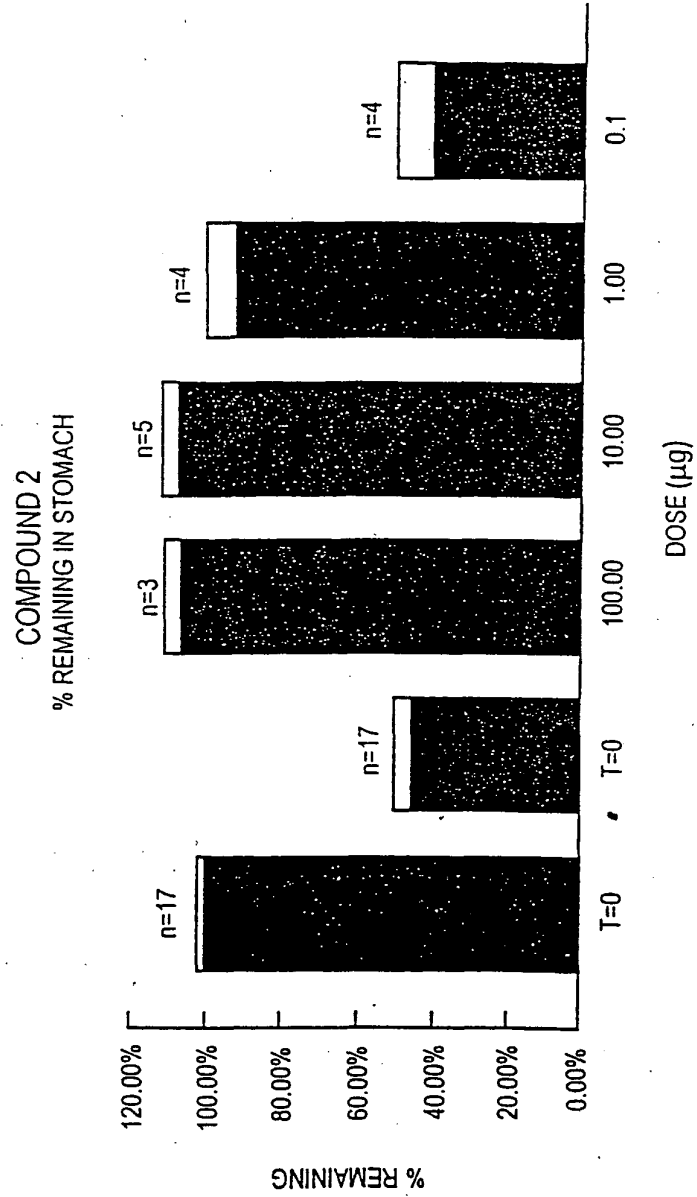 COMPOUND 2
% REMAINING IN STOMACH
% REMAINING
120.00%
100.00%
80.00%
60.00%
40.00%
20.00%
0.00%
n=17
n=17
n=3
n=5
n=4
n=4
T=0
T=0
100.00
10.00
1.00
0.1
DOSE (µg)